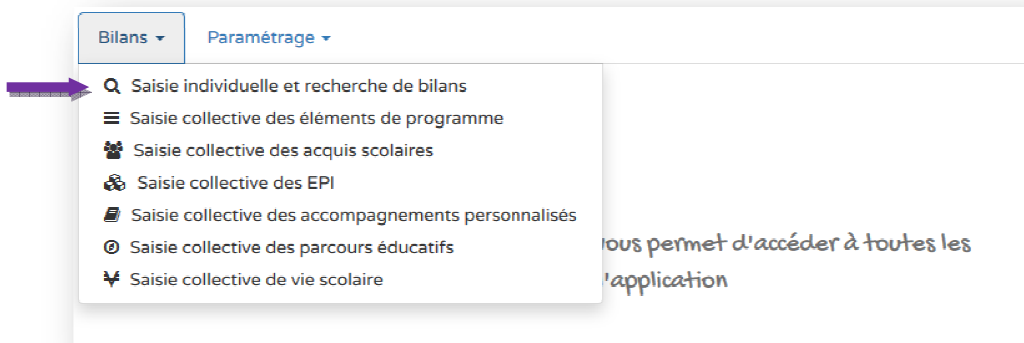 Bilans Paramétrage
Saisie individuelle et recherche de bilans
Saisie collective des éléments de programme
Saisie collective des acquis scolaires
Saisie collective des EPI
Saisie collective des accompagnements personnalisés
Saisie collective des parcours éducatifs
vous permet d'accéder à toutes les
Saisie collective de vie scolaire
l'application